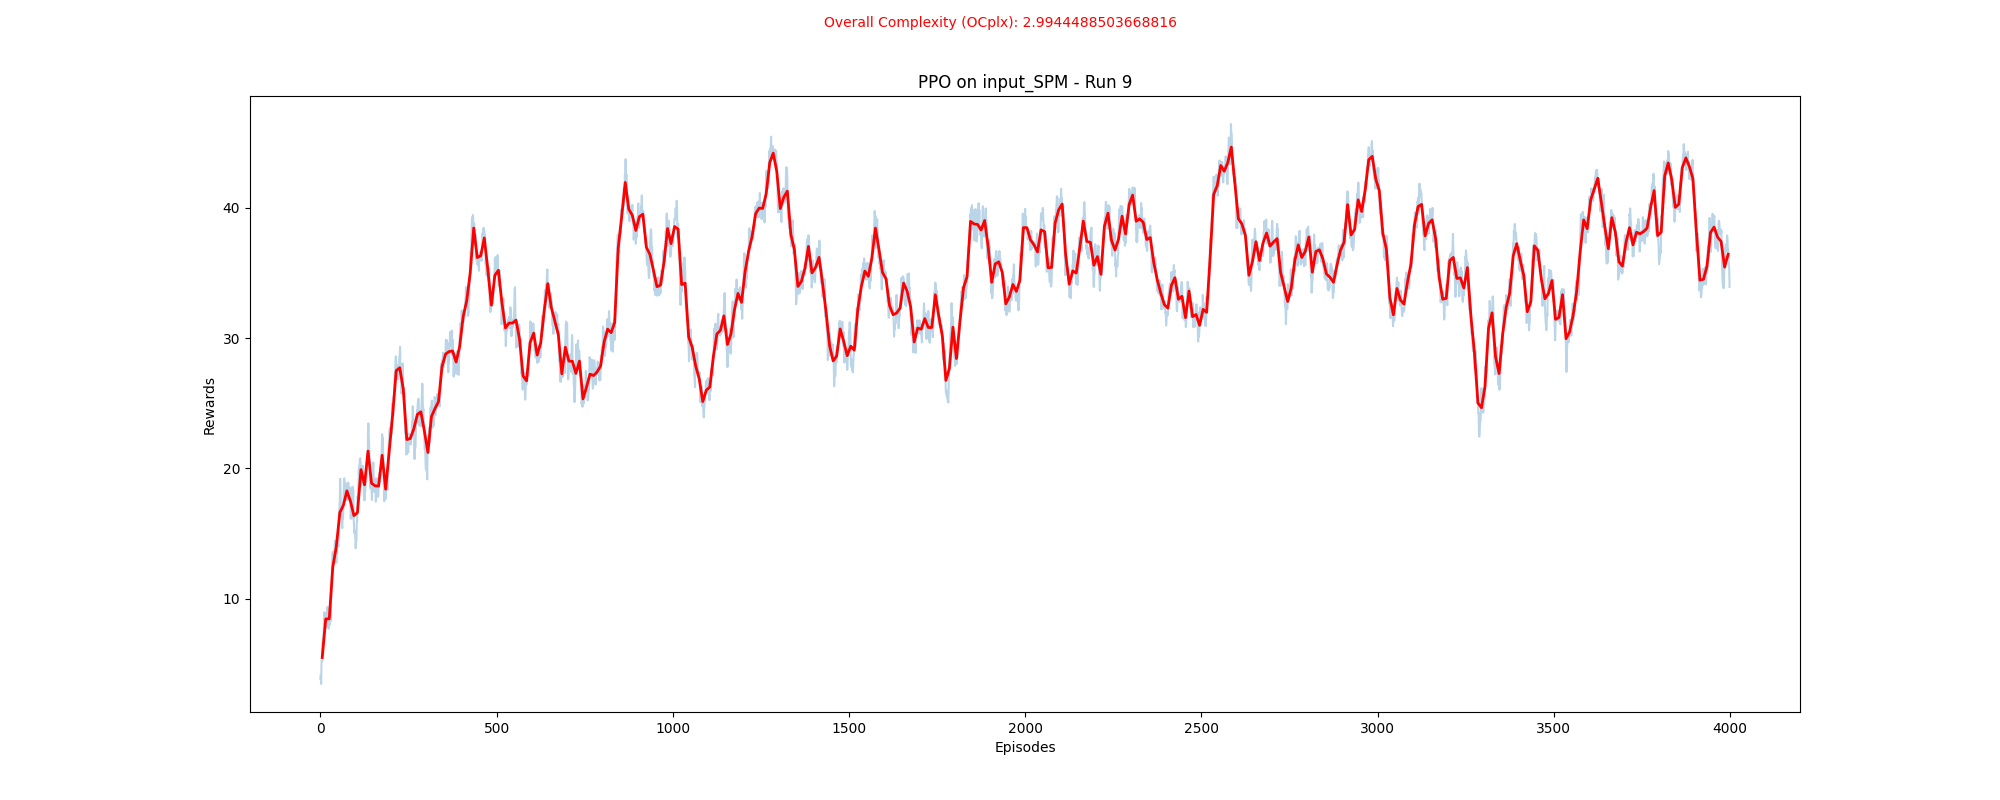 Overall Complexity (OCplx): 2.9944488503668816
PPO on input_SPM - Run 9
Rewards
40
30
20
10
0 500 1000 1500 2000 2500 3000 3500 4000
Episodes